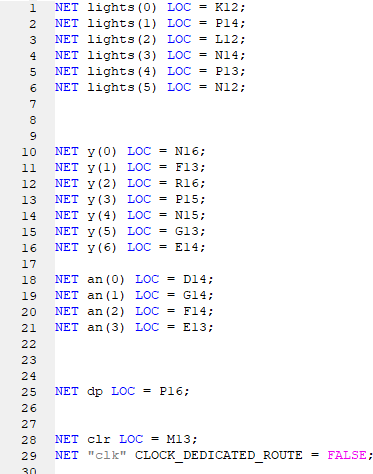 1 NET lights(0) LOC = K12;
2 NET lights(1) LOC = P14;
3 NET lights(2) LOC = L12;
4 NET lights(3) LOC = N14;
5 NET lights(4) LOC = P13;
6 NET lights(5) LOC = N12;
7
8
9
10 NET y(0) LOC = N16;
11 NET y(1) LOC = F13;
12 NET y(2) LOC = R16;
13 NET y(3) LOC = P15;
14 NET y(4) LOC = N15;
15 NET y(5) LOC = G13;
16 NET y(6) LOC = E14;
17
18 NET an(0) LOC = D14;
19 NET an(1) LOC = G14;
20 NET an(2) LOC = F14;
21 NET an(3) LOC = E13;
22
23
24
25 NET dp LOC = P16;
26
27
28 NET clr LOC = M13;
29 NET "clk" CLOCK_DEDICATED_ROUTE = FALSE;
30